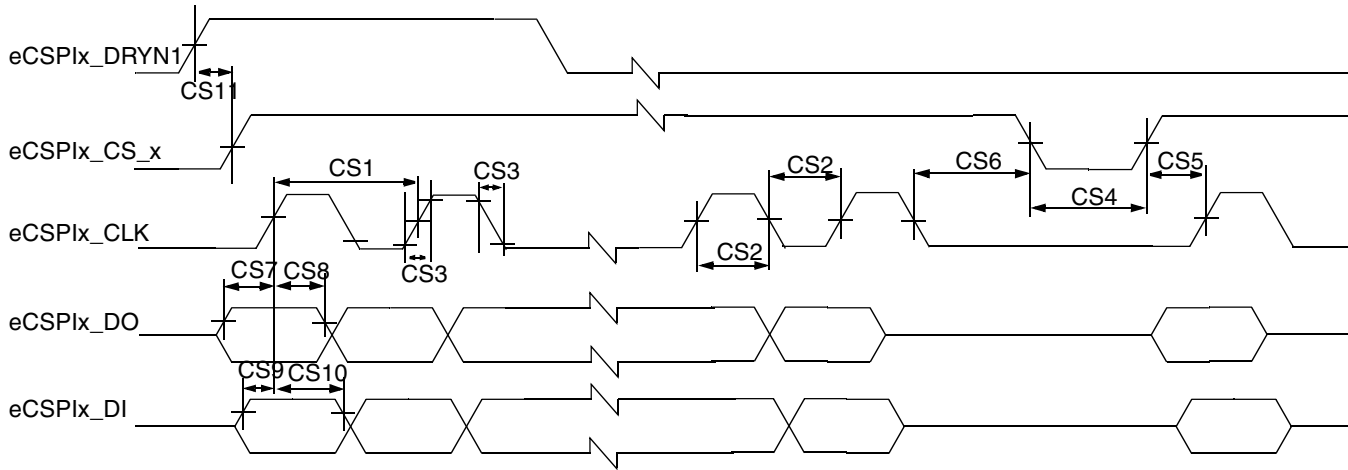 eCSPIx_DRYN1
CS11
eCSPIx_CS_x
CS1
CS3
CS2
CS6
CS5
CS4
eCSPIx_CLK
CS2
CS3
CS7
CS8
eCSPIx_DO
CS9
CS10
eCSPIx_DI